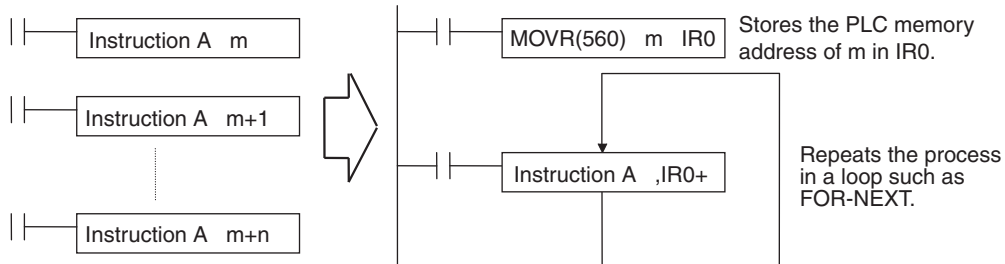 Instruction A m
Instruction A m+1
Instruction A m+n
MOVR(560) m IR0
Stores the PLC memory
address of m in IR0.
Instruction A ,IR0+
Repeats the process
in a loop such as
FOR-NEXT.